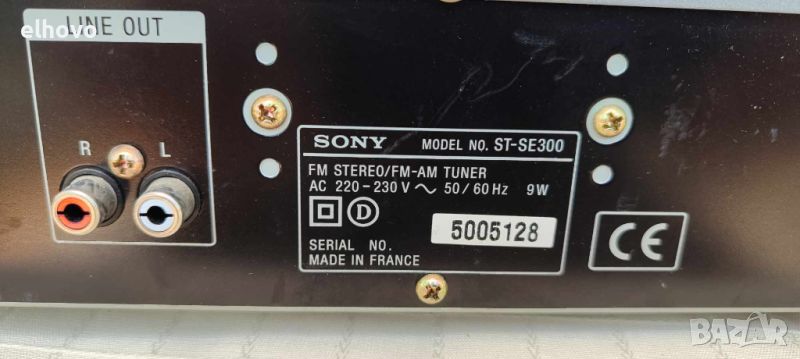 elhovo
LINE OUT
R L
SONY MODEL NO. ST-SE300
FM STEREO/FM-AM TUNER
AC 220-230 V ~ 50/60 Hz 9W
D
5005128
SERIAL NO.
MADE IN FRANCE
CE
BAZAR